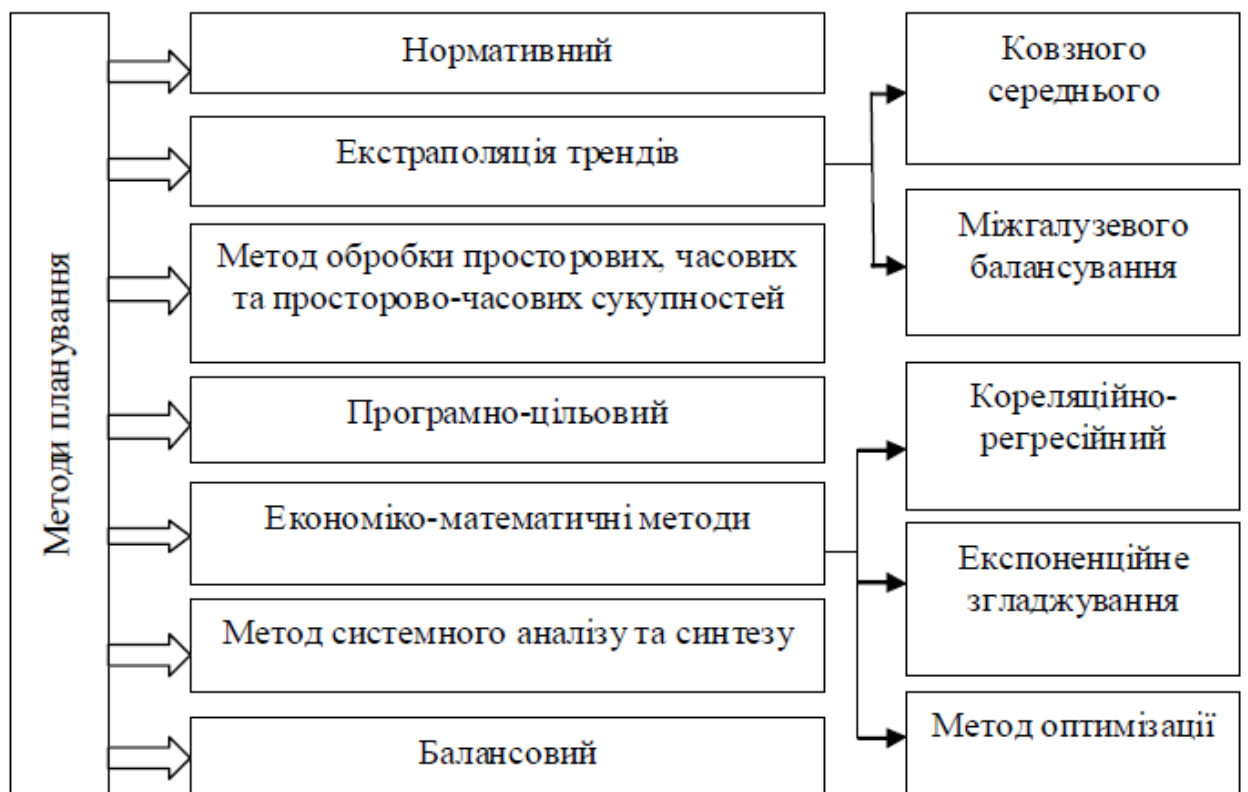 Методи планування
Нормативний
Екстраполяція трендів
Метод обробки просторових, часових
та просторово-часових сукупностей
Програмно-цільовий
Економіко-математичні методи
Метод системного аналізу та синтезу
Балансовий
Ковзного
середнього
Міжгалузевого
балансування
Кореляційно-
регресійний
Експоненційне
згладжування
Метод оптимізації